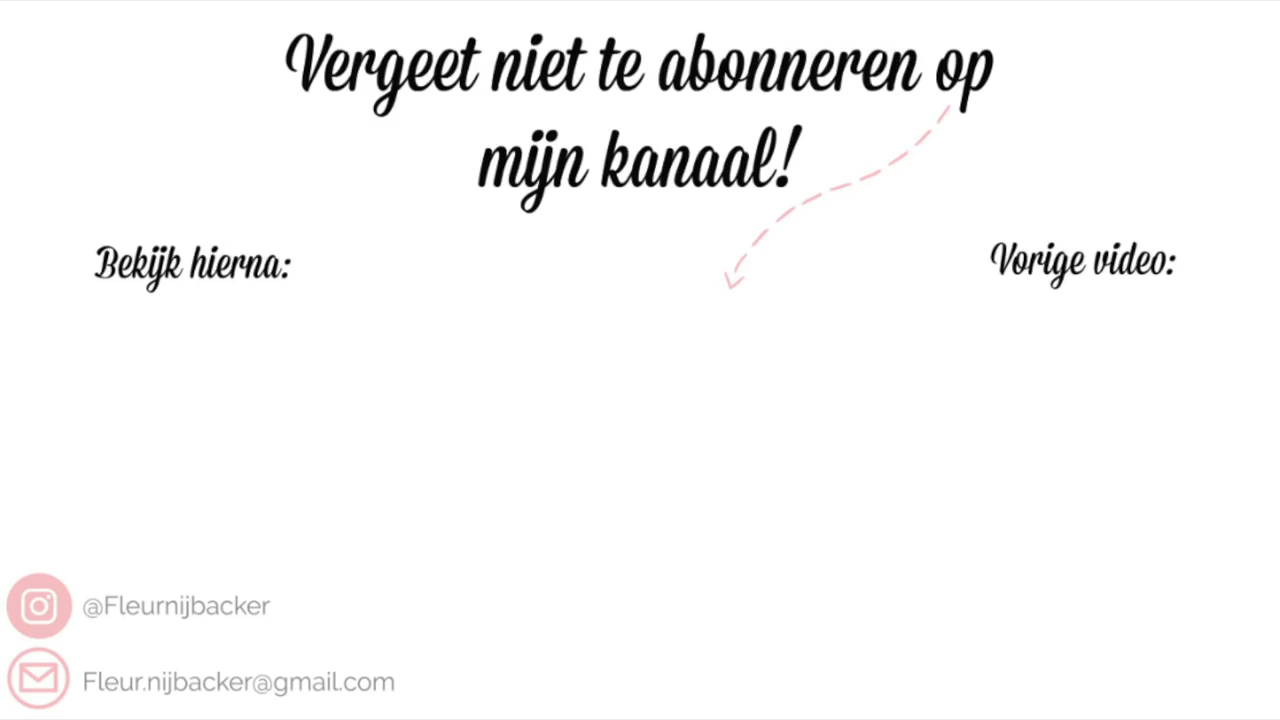 Vergeet niet te abonneren op
mijn kanaal!
Bekijk hierna:
Vorige video:
@Fleurnijbacker
Fleur.nijbacker@gmail.com